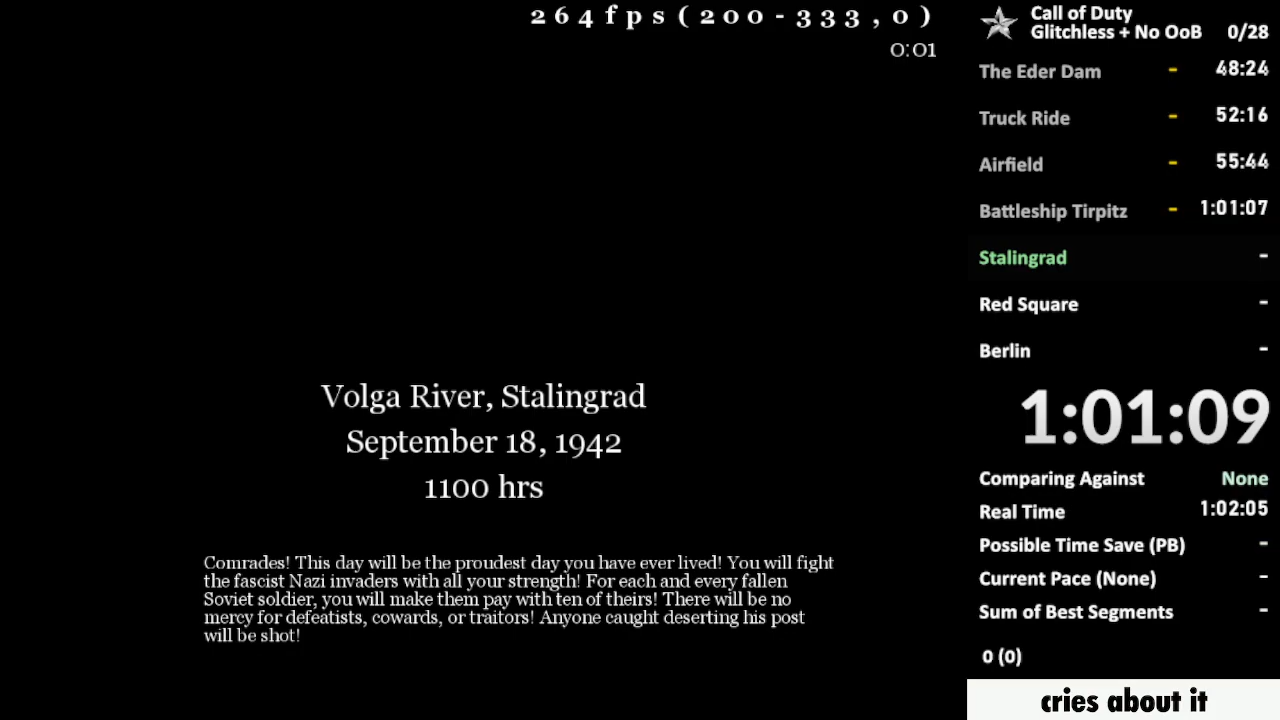 264fps(200-333,0)
0:01
Volga River, Stalingrad
September 18, 1942
1100 hrs
Comrades! This day will be the proudest day you have ever lived! You will fight
the fascist Nazi invaders with all your strength! For each and every fallen
Soviet soldier, you will make them pay with ten of theirs! There will be no
mercy for defeatists, cowards, or traitors! Anyone caught deserting his post
will be shot!
Call of Duty
Glitchless + No OoB 0/28
The Eder Dam - 48:24
Truck Ride - 52:16
Airfield - 55:44
Battleship Tirpitz - 1:01:07
Stalingrad -
Red Square -
Berlin -
1:01:09
Comparing Against None
Real Time 1:02:05
Possible Time Save (PB) -
Current Pace (None) -
Sum of Best Segments -
0 (0)
cries about it